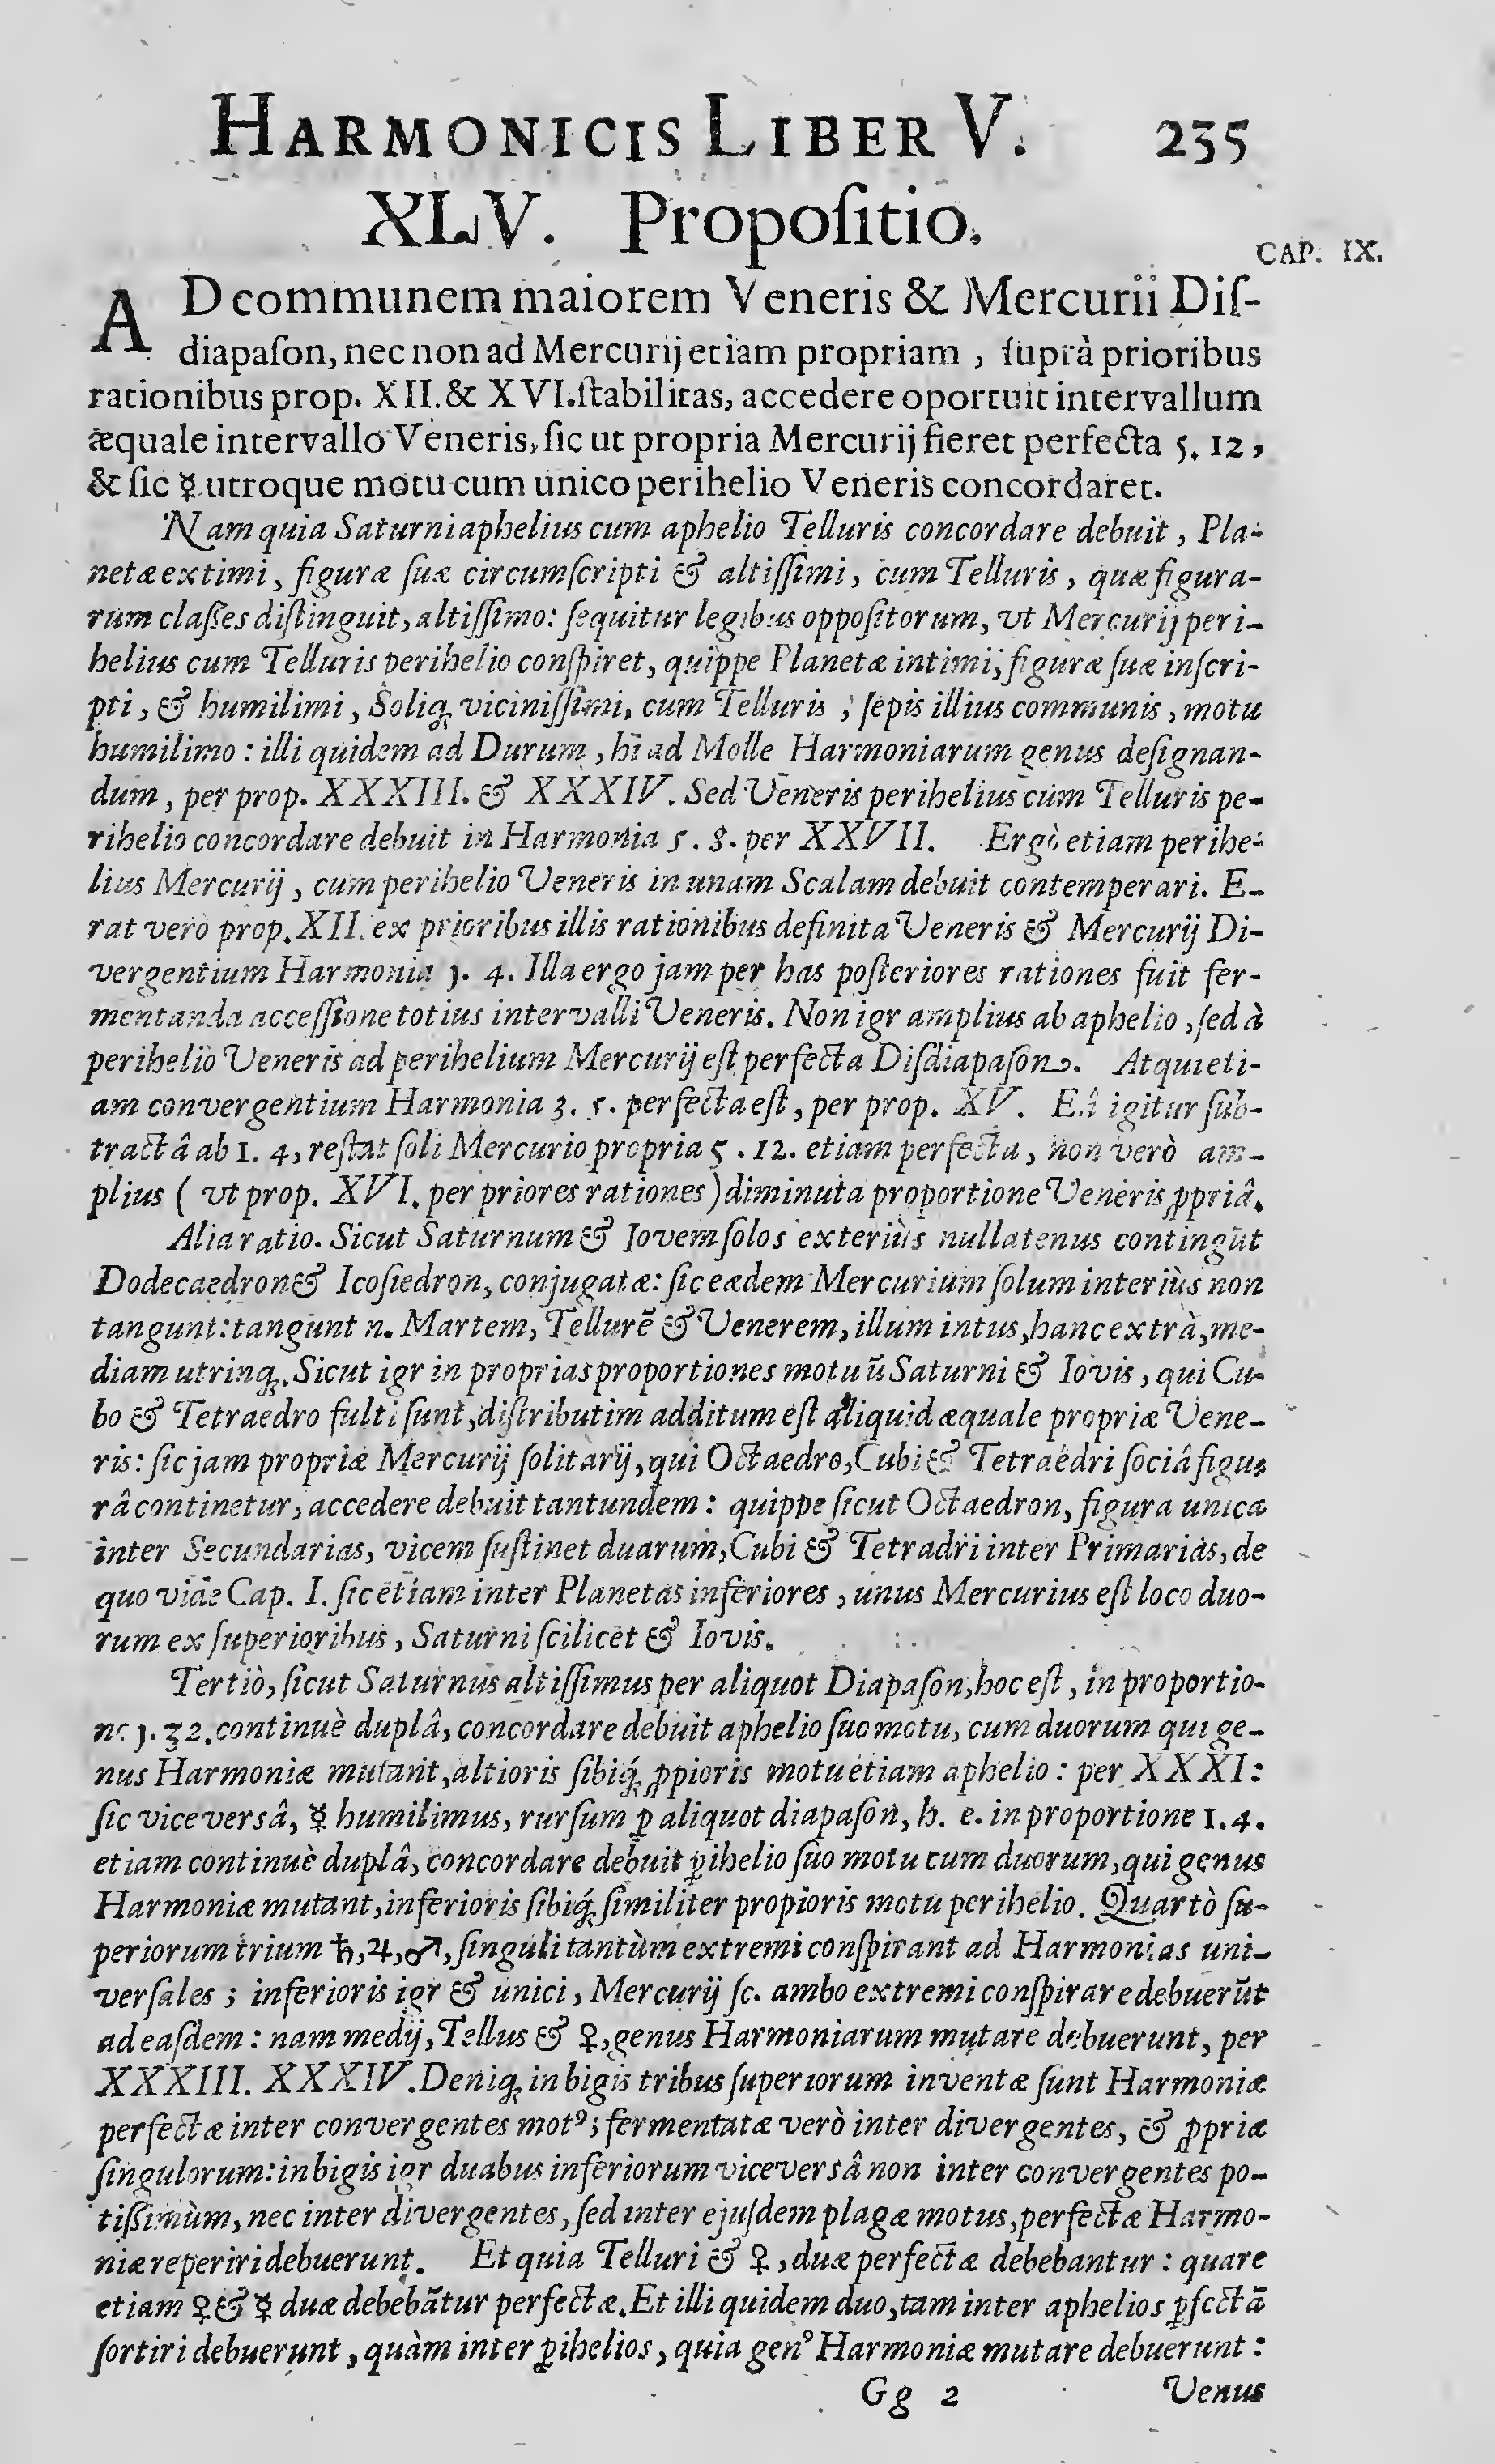 HARMONICIS LIBER V. 235
XLV. Propoſitio.
CAP. IX.
AD communem maiorem Veneris & Mercurii Diſ-
diapaſon, nec non ad Mercurij etiam propriam, ſuprà prioribus
rationibus prop. XII. & XVI. ſtabilitas, accedere oportuit intervallum
æquale intervallo Veneris, ſic ut propria Mercurij fieret perfecta 5. 12,
& ſic ☿ utroque motu cum unico perihelio Veneris concordaret.
Nam quia Saturni aphelius cum aphelio Telluris concordare debuit, Pla-
netæ extimi, figuræ ſuæ circumſcripti & altiſſimi, cum Telluris, quæ figura-
rum claſſes diſtinguit, altiſſimo: ſequitur legibus oppoſitorum, vt Mercurij peri-
helius cum Telluris perihelio conſpiret, quippe Planetæ intimi, figuræ ſuæ inſcri-
pti, & humilimi, Soliq́; viciniſſimi, cum Telluris, ſepis illius communis, motu
humilimo: illi quidem ad Durum, hi ad Molle Harmoniarum genus deſignan-
dum, per prop. XXXIII. & XXXIV. Sed Veneris perihelius cum Telluris pe-
rihelio concordare debuit in Harmonia 5. 8. per XXVII. Ergò etiam perihe-
lius Mercurij, cum perihelio Veneris in unam Scalam debuit contemperari. E-
rat verò prop. XII. ex prioribus illis rationibus definita Veneris & Mercurij Di-
vergentium Harmonia 1. 4. Illa ergo jam per has poſteriores rationes fuit fer-
mentanda acceſſione totius intervalli Veneris. Non igr amplius ab aphelio, ſed à
perihelio Veneris ad perihelium Mercurij eſt perfecta Diſdiapaſon. Atqui eti-
am convergentium Harmonia 3. 5. perfecta eſt, per prop. XV. Eâ igitur ſub-
tractâ ab 1. 4, reſtat ſoli Mercurio propria 5. 12. etiam perfecta, non verò am-
plius (vt prop. XVI. per priores rationes) diminuta proportione Veneris ꝓpriâ.
Alia ratio. Sicut Saturnum & Iovem ſolos exteriùs nullatenus contingūt
Dodecaedron & Icoſiedron, conjugatæ: ſic eædem Mercurium ſolum interiùs non
tangunt: tangunt n. Martem, Tellurē & Venerem, illum intus, hanc extrà, me-
diam utrinq́;. Sicut igr in proprias proportiones motuū Saturni & Iovis, qui Cu-
bo & Tetraedro fulti ſunt, diſtributim additum eſt aliquid æquale propriæ Vene-
ris: ſic jam propriæ Mercurij ſolitarij, qui Octaedro, Cubi & Tetraedri ſociâ figu-
râ continetur, accedere debuit tantundem: quippe ſicut Octaedron, figura unica
inter Secundarias, vicem ſuſtinet duarum, Cubi & Tetradri inter Primarias, de
quo vide Cap. I. ſic etiam inter Planetas inferiores, unus Mercurius eſt loco duo-
rum ex ſuperioribus, Saturni ſcilicet & Iovis.
Tertiò, ſicut Saturnus altiſſimus per aliquot Diapaſon, hoc eſt, in proportio-
ne 1. 32. continuè duplâ, concordare debuit aphelio ſuo motu, cum duorum qui ge-
nus Harmoniæ mutant, altioris ſibiq́; ꝓpioris motu etiam aphelio: per XXXI:
ſic vice versâ, ☿ humilimus, rurſum ꝑ aliquot diapaſon, h. e. in proportione 1. 4.
etiam continuè duplâ, concordare debuit ꝑihelio ſuo motu cum duorum, qui genus
Harmoniæ mutant, inferioris ſibiq́; ſimiliter propioris motu perihelio. Quartò ſu-
periorum trium ♄, ♃, ♂, ſinguli tantùm extremi conſpirant ad Harmonias uni-
verſales; inferioris igr & unici, Mercurij ſc. ambo extremi conſpirare debuerūt
ad eaſdem: nam medij, Tellus & ♀, genus Harmoniarum mutare debuerunt, per
XXXIII. XXXIV. Deniq́; in bigis tribus ſuperiorum inventæ ſunt Harmoniæ
perfectæ inter convergentes motꝰ; fermentatæ verò inter divergentes, & ꝓpriæ
ſingulorum: in bigis igr duabus inferiorum vice versâ non inter convergentes po-
tiſſimùm, nec inter divergentes, ſed inter ejuſdem plagæ motus, perfectæ Harmo-
niæ reperiri debuerunt. Et quia Telluri & ♀, duæ perfectæ debebantur: quare
etiam ♀ & ☿ duæ debebātur perfectæ. Et illi quidem duo, tam inter aphelios ꝑfectā
ſortiri debuerunt, quàm inter ꝑihelios, quia genꝰ Harmoniæ mutare debuerunt:
Gg 2 Venus